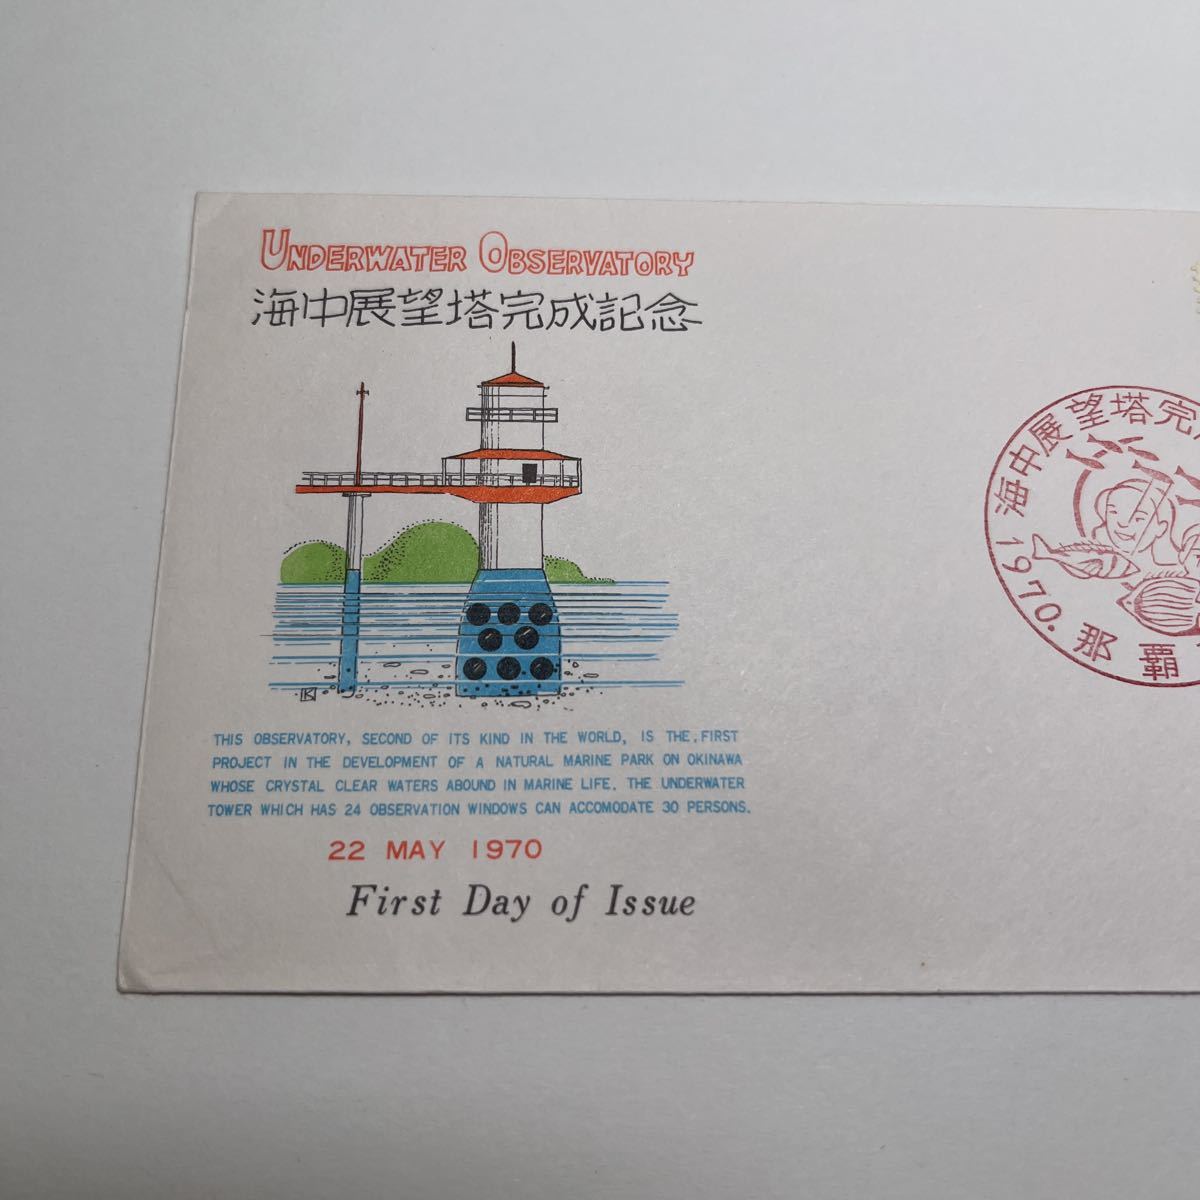 UNDERWATER OBSERVATORY
海中展望塔完成記念
THIS OBSERVATORY, SECOND OF ITS KIND IN THE WORLD, IS THE.FIRST
PROJECT IN THE DEVELOPMENT OF A NATURAL MARINE PARK ON OKINAWA
WHOSE CRYSTAL CLEAR WATERS ABOUND IN MARINE LIFE. THE UNDERWATER
TOWER WHICH HAS 24 OBSERVATION WINDOWS CAN ACCOMODATE 30 PERSONS.
22 MAY 1970
First Day of Issue
海中展望塔完
1970.
那覇